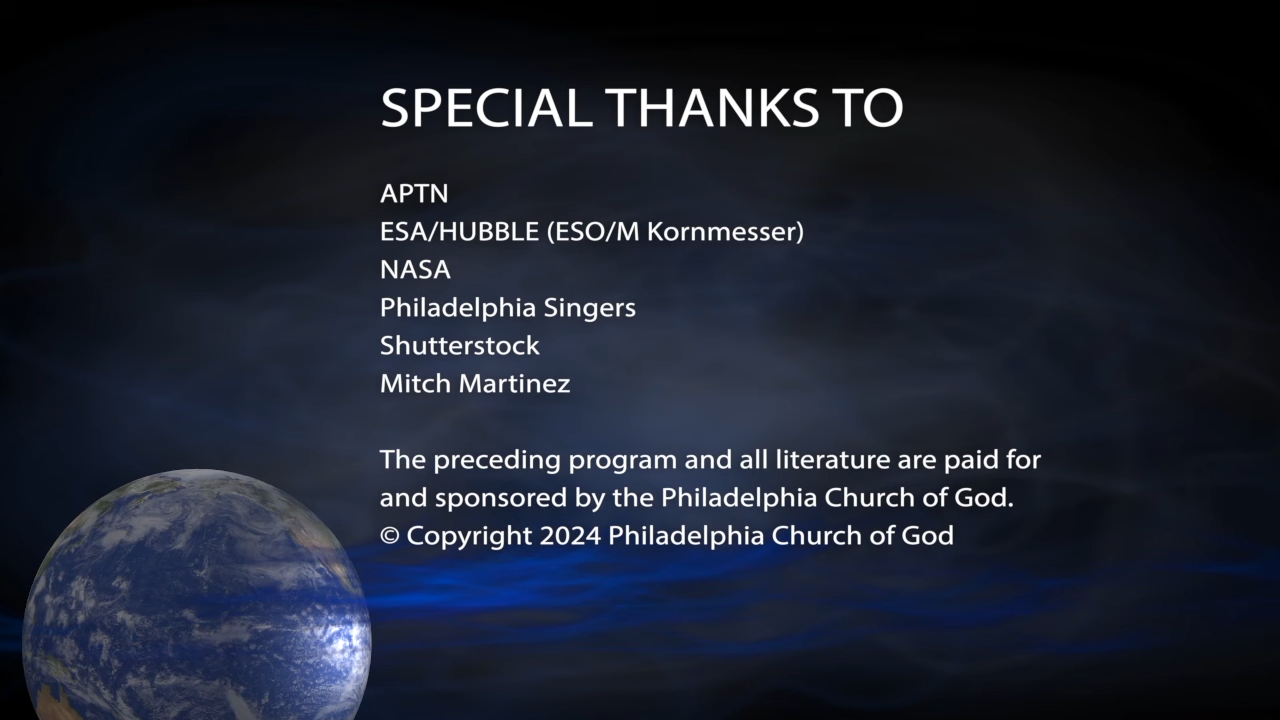 SPECIAL THANKS TO
APTN
ESA/HUBBLE (ESO/M Kornmesser)
NASA
Philadelphia Singers
Shutterstock
Mitch Martinez
The preceding program and all literature are paid for
and sponsored by the Philadelphia Church of God.
© Copyright 2024 Philadelphia Church of God